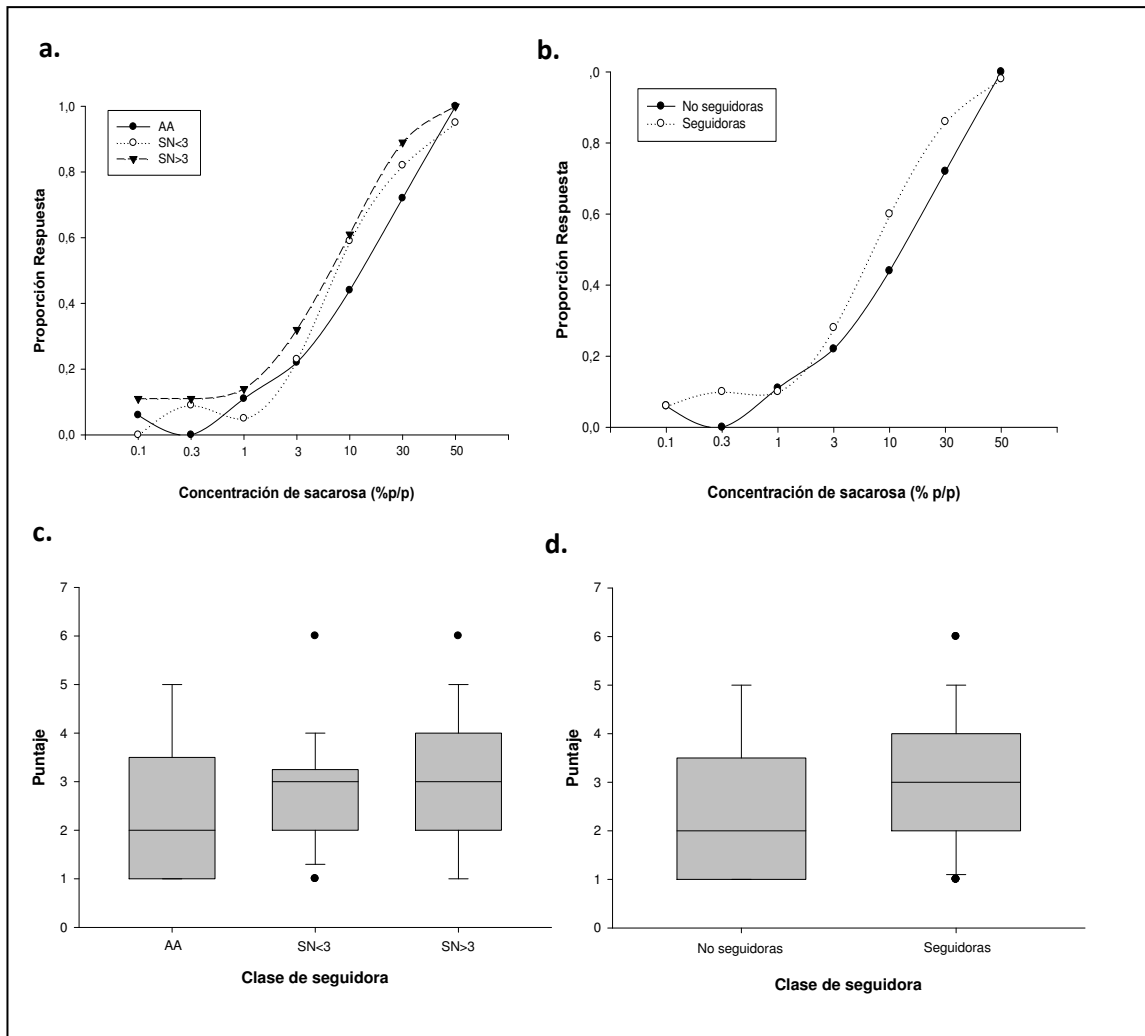 a.
AA
SN<3
SN>3
Proporción Respuesta
1,0
0,8
0,6
0,4
0,2
0,0
0.1 0.3 1 3 10 30 50
Concentración de sacarosa (%p/p)
b.
No seguidoras
Seguidoras
Proporción Respuesta
,0
0,8
0,6
0,4
0,2
0,0
0.1 0.3 1 3 10 30 50
Concentración de sacarosa (% p/p)
c.
Puntaje
7
6
5
4
3
2
1
0
AA SN<3 SN>3
Clase de seguidora
d.
Puntaje
7
6
5
4
3
2
1
0
No seguidoras Seguidoras
Clase de seguidora